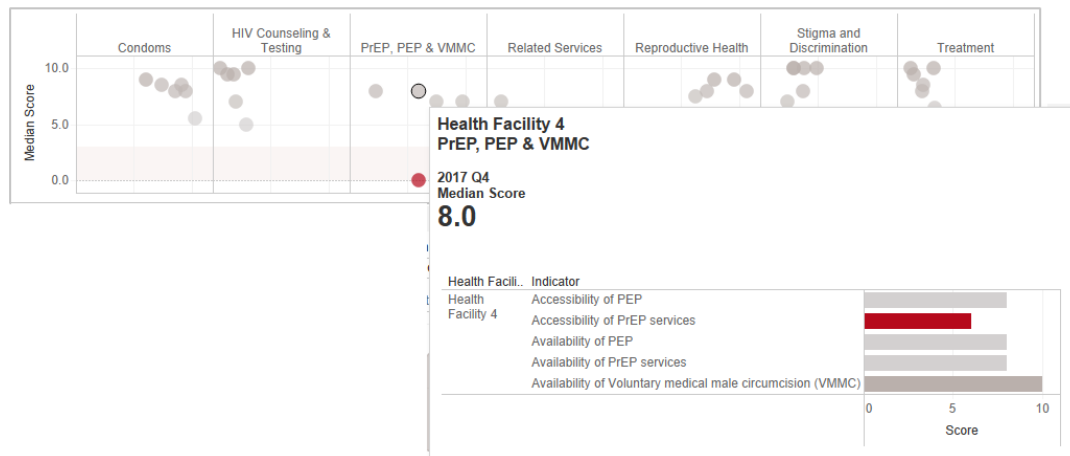 Condoms
HIV Counseling &
Testing
PrEP, PEP & VMMC
Related Services
Reproductive Health
Stigma and
Discrimination
Treatment
Median Score
10.0
5.0
0.0
Health Facility 4
PrEP, PEP & VMMC
2017 Q4
Median Score
8.0
Health Facili.. Indicator
Health
Facility 4
Accessibility of PEP
Accessibility of PrEP services
Availability of PEP
Availability of PrEP services
Availability of Voluntary medical male circumcision (VMMC)
0 5 10
Score